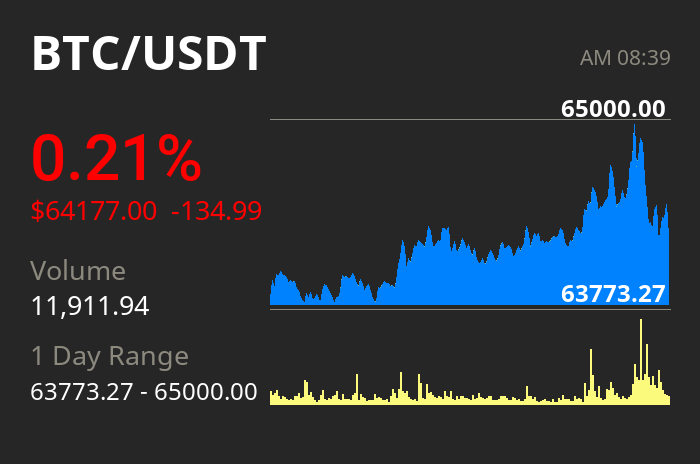 BTC/USDT
AM 08:39
65000.00
0.21%
$64177.00 -134.99
Volume
11,911.94
63773.27
1 Day Range
63773.27 - 65000.00